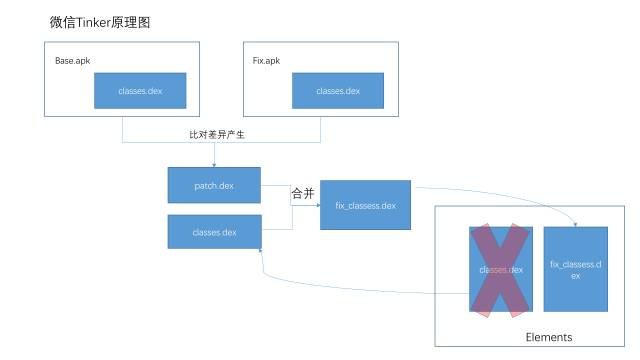 微信Tinker原理图
Base.apk
classes.dex
Fix.apk
classes.dex
比对差异产生
patch.dex
合并
fix_classess.dex
classes.dex
classes.dex
fix_classess.d
ex
Elements